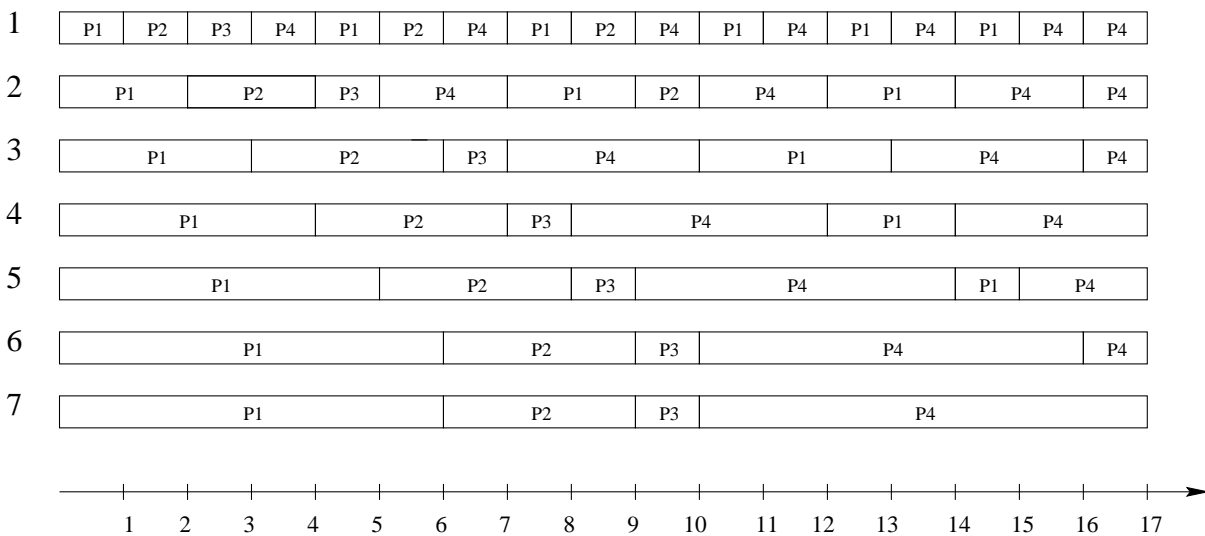 1 P1 P2 P3 P4 P1 P2 P4 P1 P2 P4 P1 P4 P1 P4 P1 P4 P4
2 P1 P2 P3 P4 P1 P2 P4 P1 P4 P4
3 P1 P2 P3 P4 P1 P4 P4
4 P1 P2 P3 P4 P1 P4
5 P1 P2 P3 P4 P1 P4
6 P1 P2 P3 P4 P4
7 P1 P2 P3 P4
1 2 3 4 5 6 7 8 9 10 11 12 13 14 15 16 17